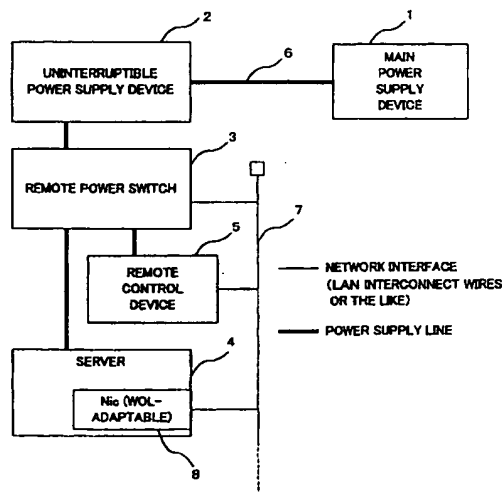 2
1
UNINTERRUPTIBLE
POWER SUPPLY DEVICE
6
MAIN
POWER
SUPPLY
DEVICE
3
REMOTE POWER SWITCH
7
5
REMOTE
CONTROL
DEVICE
NETWORK INTERFACE
(LAN INTERCONNECT WIRES
OR THE LIKE)
POWER SUPPLY LINE
4
SERVER
Nic (WOL-
ADAPTABLE)
8